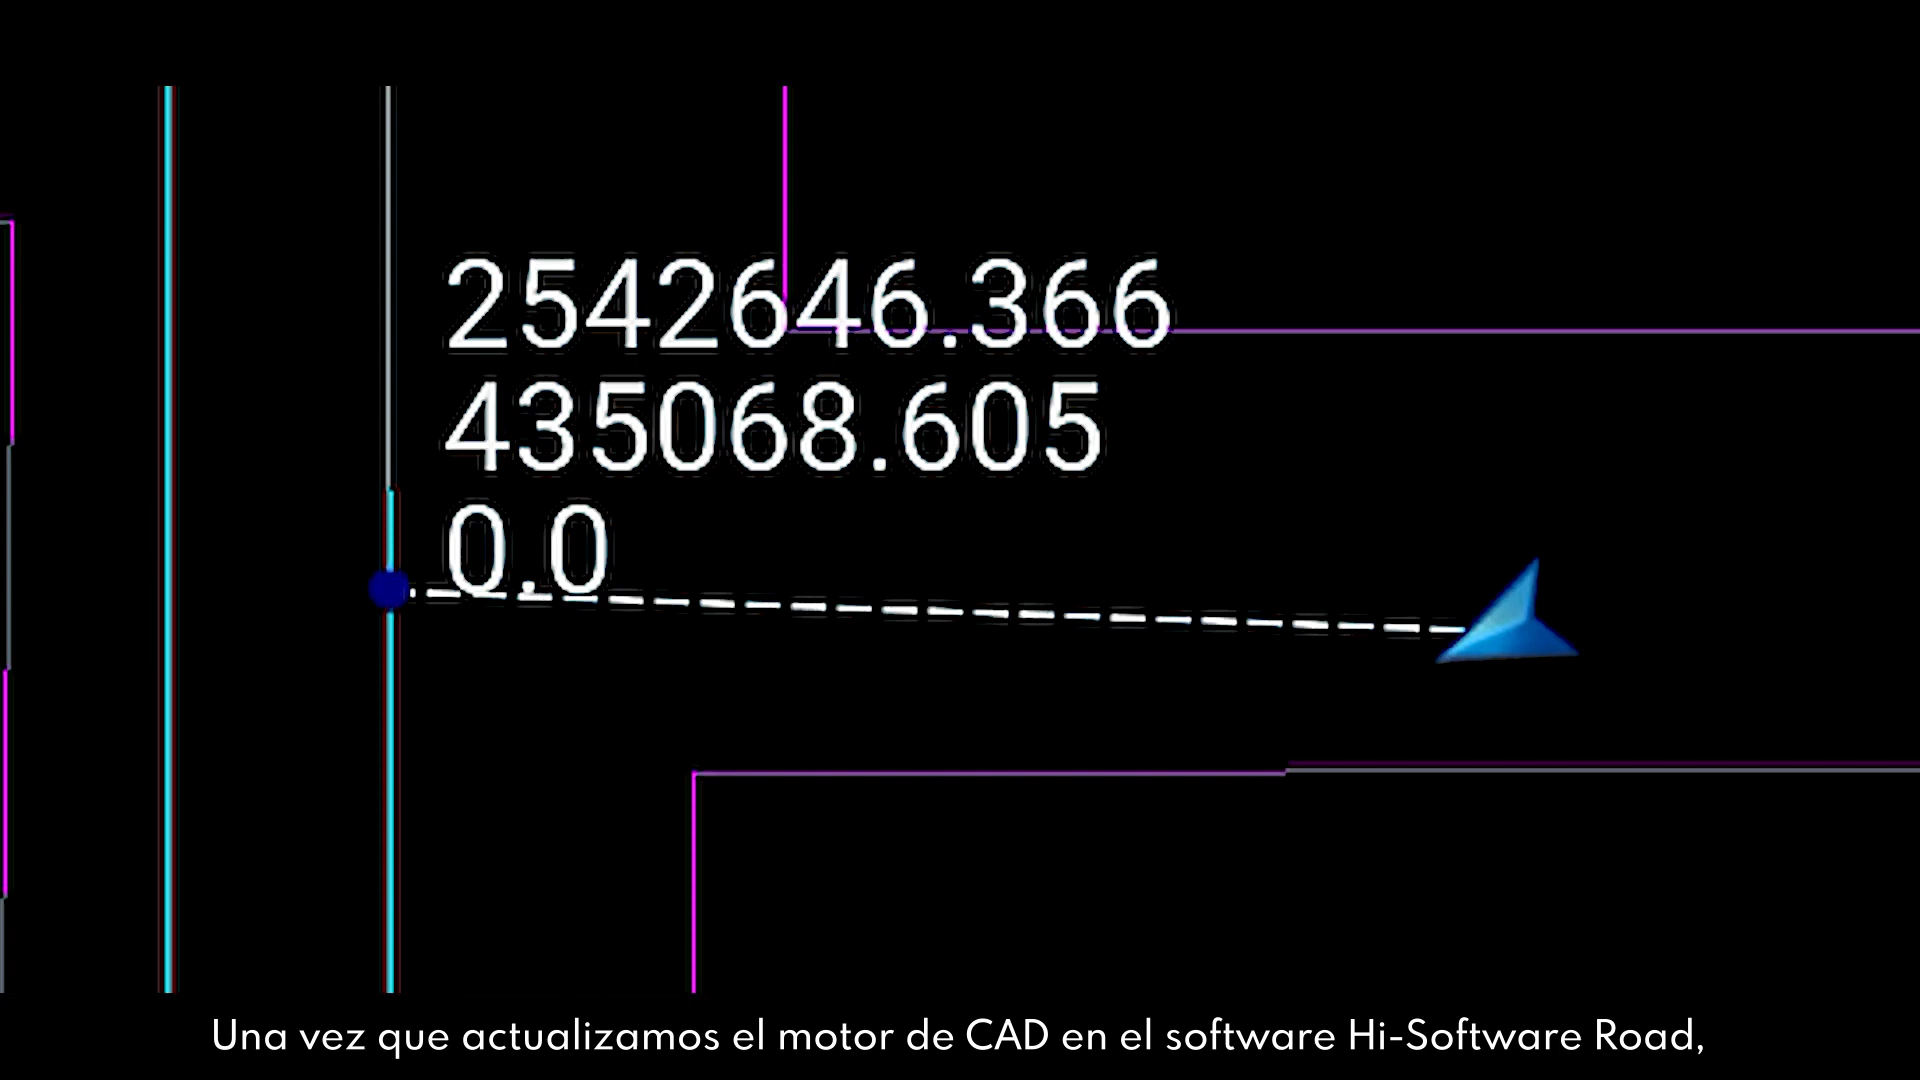 2542646.366
435068.605
0.0
Una vez que actualizamos el motor de CAD en el software Hi-Software Road,